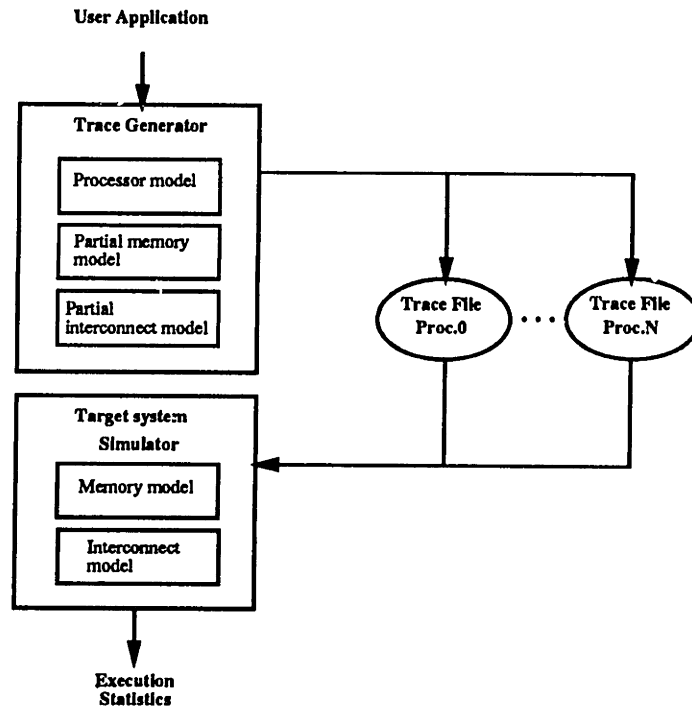 User Application
Trace Generator
Processor model
Partial memory
model
Partial
interconnect model
Trace File
Proc.0
. . .
Trace File
Proc.N
Target system
Simulator
Memory model
Interconnect
model
Execution
Statistics